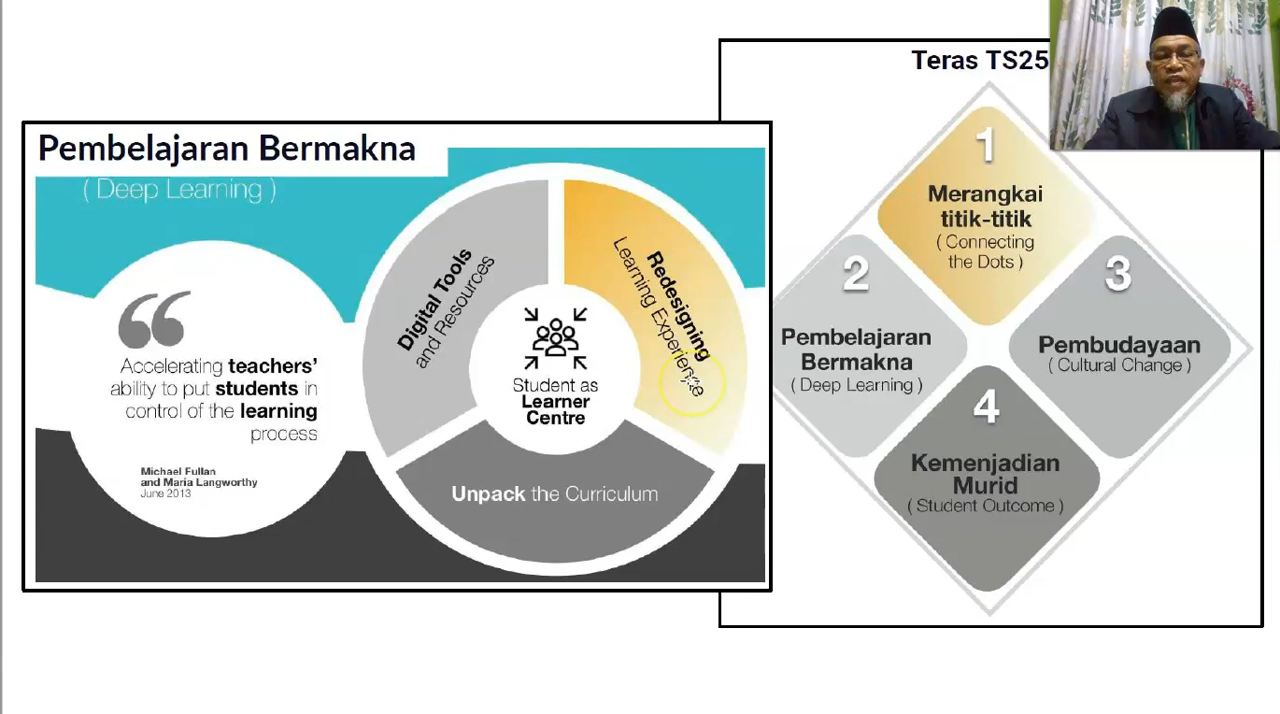 Pembelajaran Bermakna
( Deep Learning )
Accelerating teachers’
ability to put students in
control of the learning
process
Michael Fullan
and Maria Langworthy
June 2013
Digital Tools
and Resources
Redesigning
Learning Experience
Student as
Learner
Centre
Unpack the Curriculum
Teras TS25
1
Merangkai
titik-titik
( Connecting
the Dots )
2
Pembelajaran
Bermakna
( Deep Learning )
3
Pembudayaan
( Cultural Change )
4
Kemenjadian
Murid
( Student Outcome )